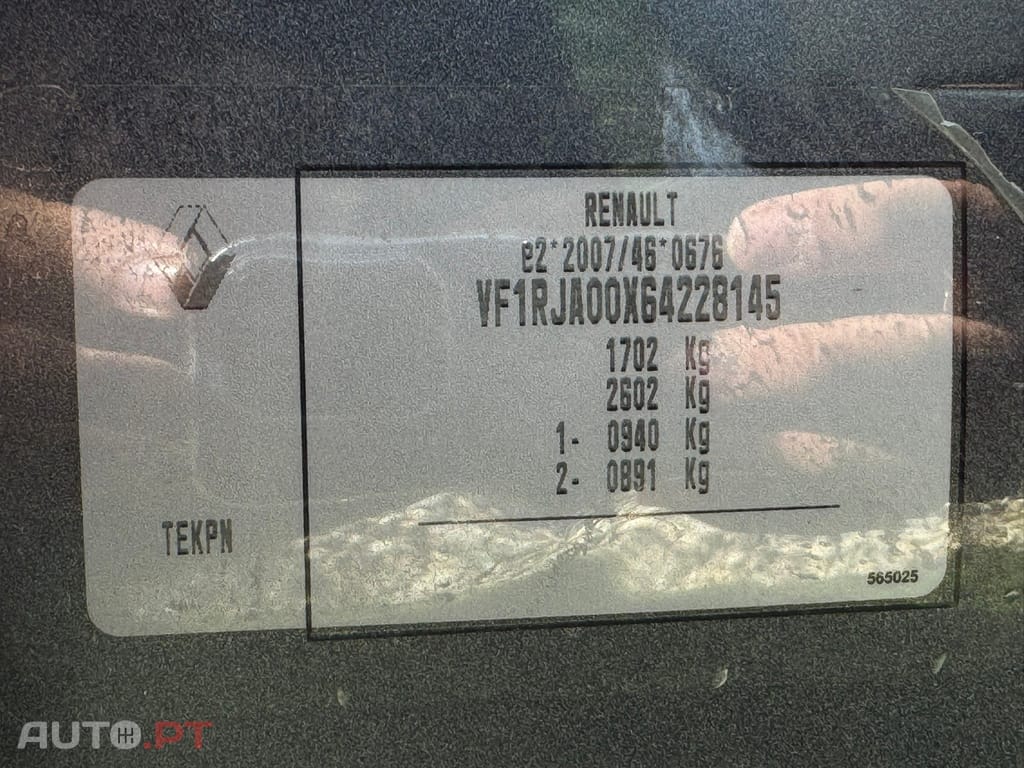 RENAULT
e2*2007/46*0676
VF1RJA00X64228145
1702 Kg
2602 Kg
1- 0940 Kg
2- 0891 Kg
TEKPN
565025
AUTO.PT